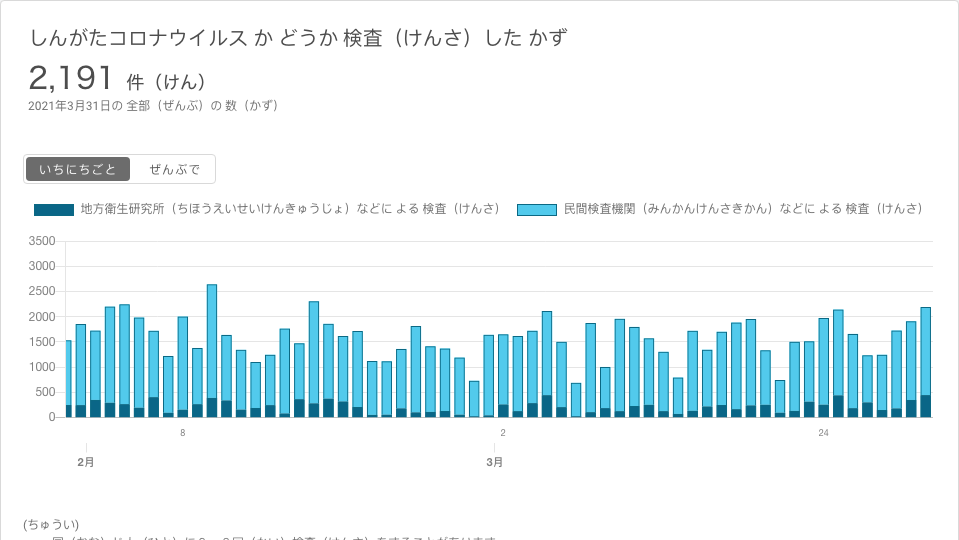 しんがたコロナウイルス か どうか 検査（けんさ）した かず
2,191 件（けん）
2021年3月31日の 全部（ぜんぶ）の 数（かず）
いちにちごと ぜんぶで
地方衛生研究所（ちほうえいせいけんきゅうじょ）などに よる 検査（けんさ） 民間検査機関（みんかんけんさきかん）などに よる 検査（けんさ）
3500
3000
2500
2000
1500
1000
500
0
8 2 24
2月 3月
(ちゅうい)